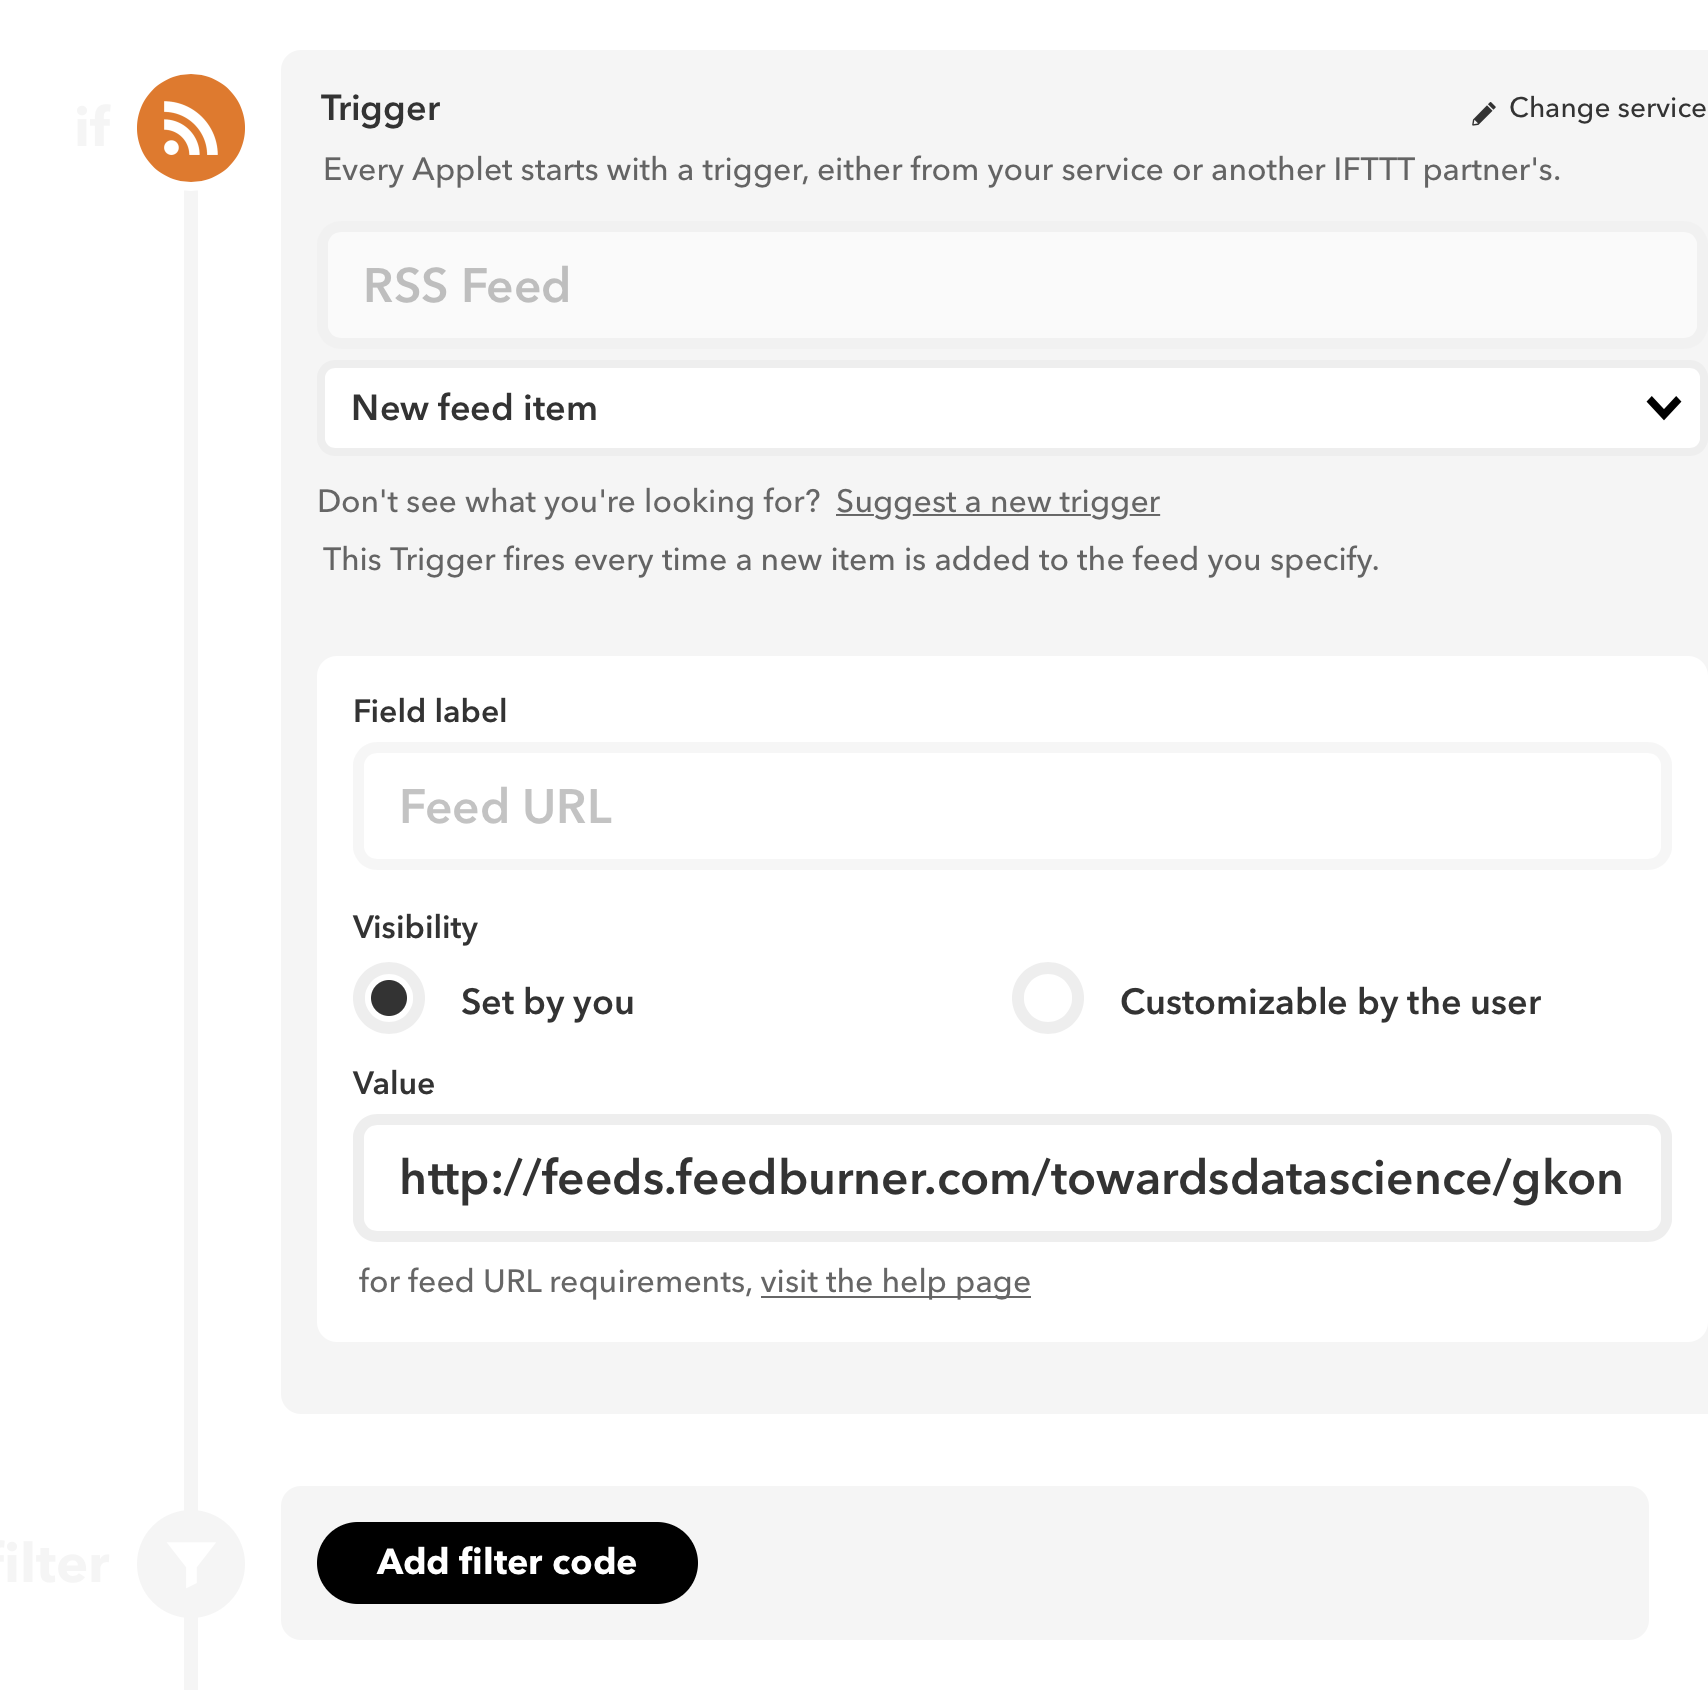 if
Trigger
Change service
Every Applet starts with a trigger, either from your service or another IFTTT partner's.
RSS Feed
New feed item
Don't see what you're looking for? Suggest a new trigger
This Trigger fires every time a new item is added to the feed you specify.
Field label
Feed URL
Visibility
Set by you
Customizable by the user
Value
http://feeds.feedburner.com/towardsdatascience/gkon
for feed URL requirements, visit the help page
filter
Add filter code